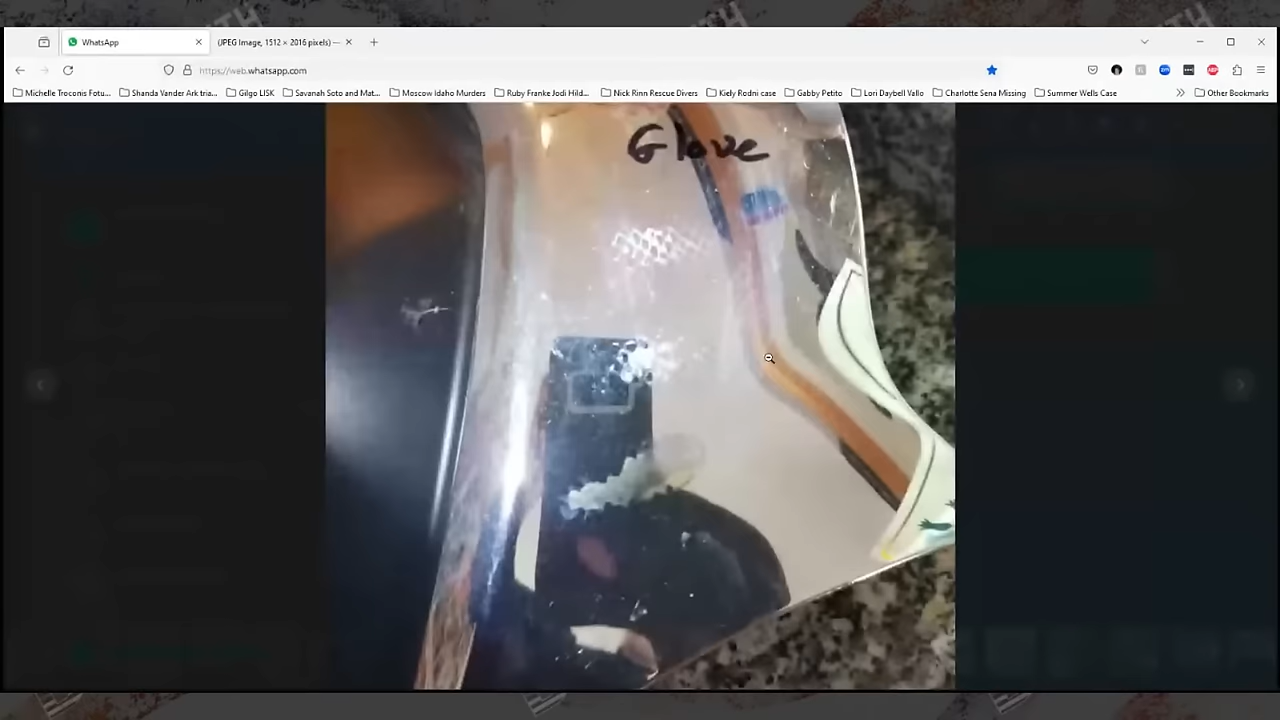 WhatsApp
(JPEG Image, 1512 × 2016 pixels) —
https://web.whatsapp.com
Michelle Troconis Fotu...
Shanda Vander Ark tria...
Gilgo LISK
Savanah Soto and Mat...
Moscow Idaho Murders
Ruby Franke Jodi Hild...
Nick Rinn Rescue Divers
Kiely Rodni case
Gabby Petito
Lori Daybell Vallo
Charlotte Sena Missing
Summer Wells Case
Other Bookmarks
Glove